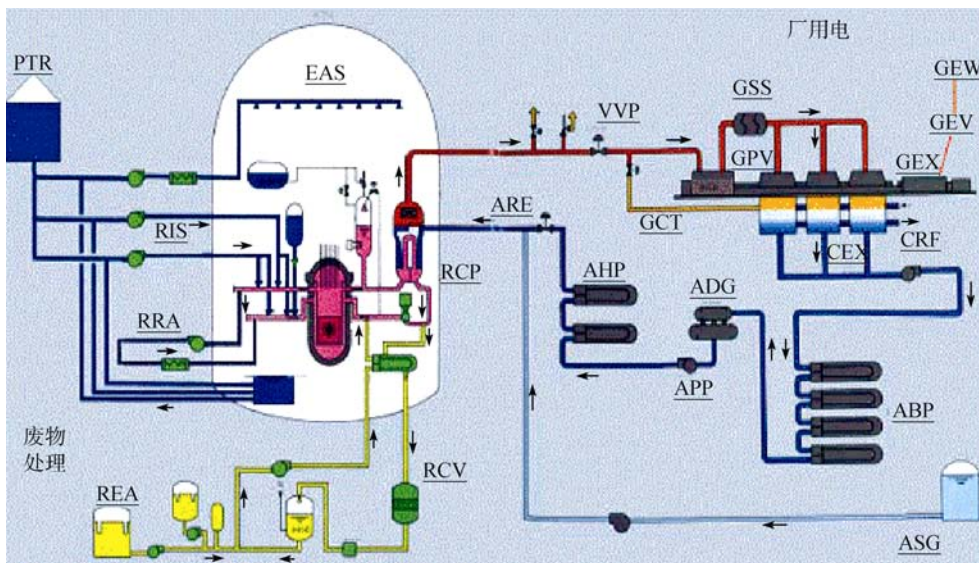 厂用电
PTR
EAS
GEW
VVP
GSS
GEV
GPV
GEX
ARE
RIS
GCT
CRF
CEX
RCP
AHP
ADG
RRA
APP
ABP
废物
处理
RCV
REA
ASG